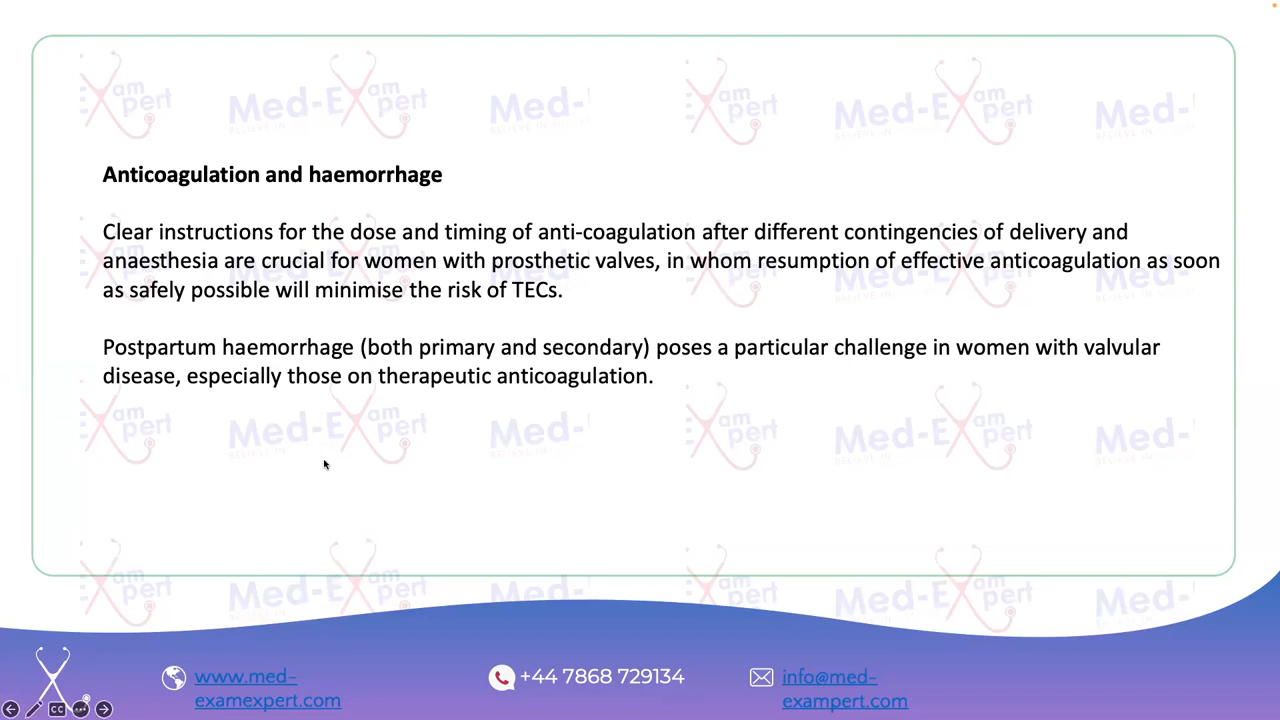 Anticoagulation and haemorrhage
Clear instructions for the dose and timing of anti-coagulation after different contingencies of delivery and
anaesthesia are crucial for women with prosthetic valves, in whom resumption of effective anticoagulation as soon
as safely possible will minimise the risk of TECs.
Postpartum haemorrhage (both primary and secondary) poses a particular challenge in women with valvular
disease, especially those on therapeutic anticoagulation.
www.med-
examexpert.com
+44 7868 729134
info@med-
exampert.com
CC